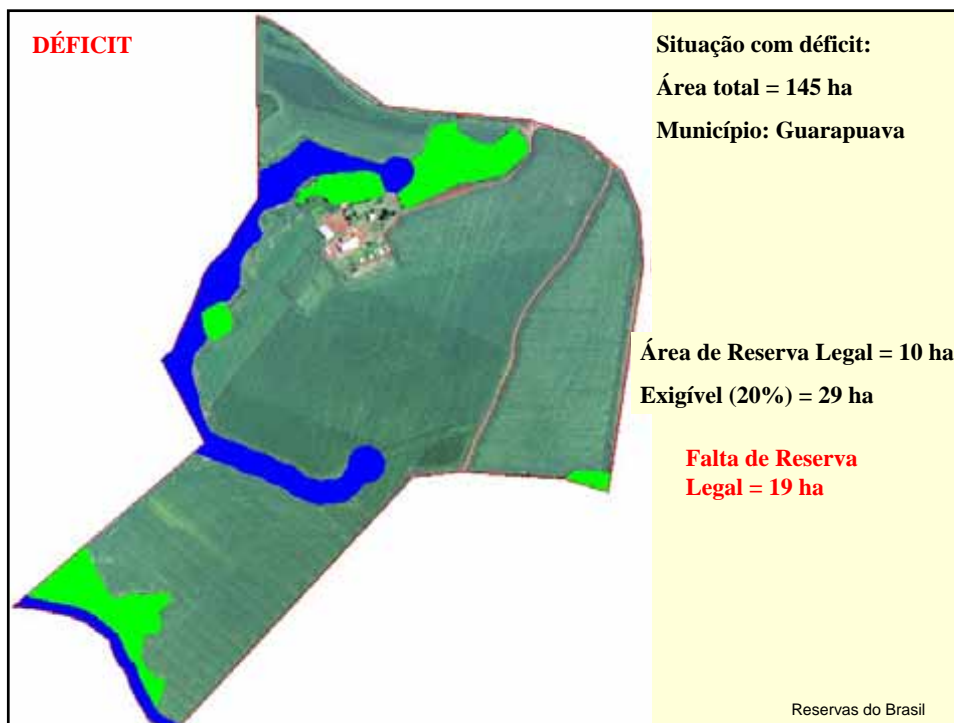 DÉFICIT
Situação com déficit:
Área total = 145 ha
Município: Guarapuava
Área de Reserva Legal = 10 ha
Exigível (20%) = 29 ha
Falta de Reserva
Legal = 19 ha
Reservas do Brasil